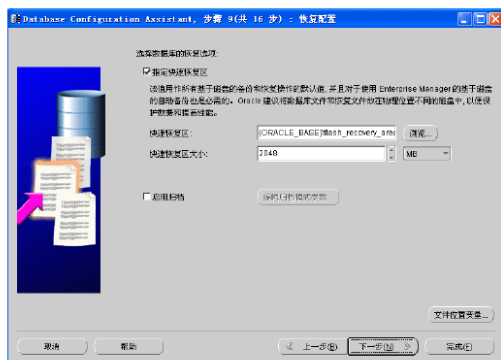 Database Configuration Assistant, 步骤 9(共 16 步) : 恢复配置
选择数据库的恢复选项:
指定快速恢复区
该值用作所有基于磁盘的备份和恢复操作的默认值, 并且对于使用 Enterprise Manager 的基于磁盘
的自动备份也是必需的。Oracle 建议将数据库文件和恢复文件放在物理位置不同的磁盘中, 以便保
护数据和提高性能。
快速恢复区: {ORACLE_BASE}\flash_recovery_area 浏览...
快速恢复区大小: 2048 MB
启用归档 编辑归档模式参数...
文件位置变量...
取消 帮助 上一步(B) 下一步(N) 完成(F)